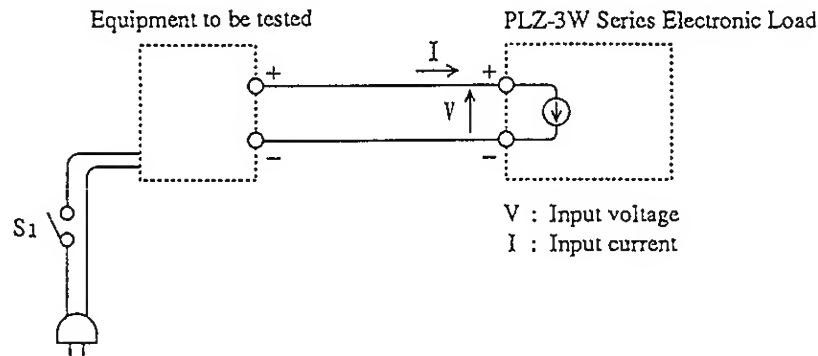 Equipment to be tested
PLZ-3W Series Electronic Load
I
+
+
V
−
−
S1
V : Input voltage
I : Input current